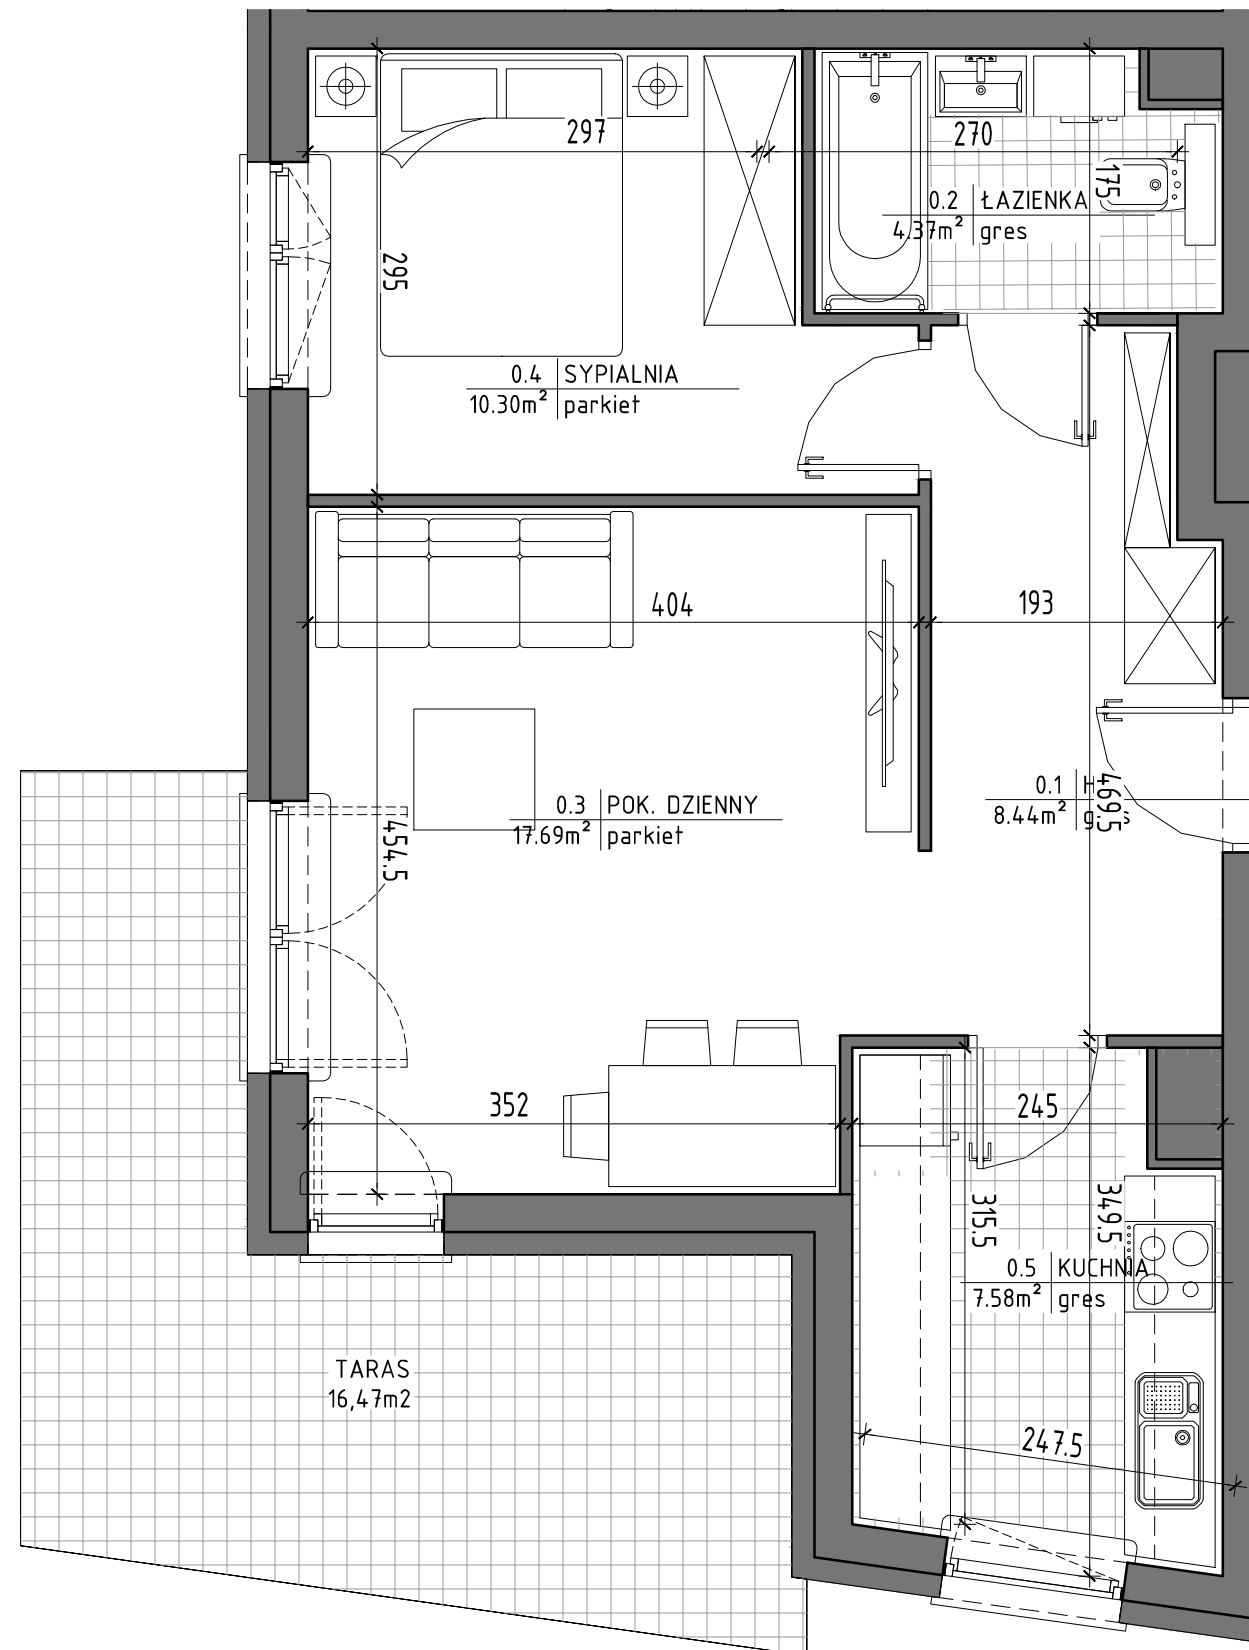 297
270
175
0.2 ŁAZIENKA
4.37m² gres
295
0.4 SYPIALNIA
10.30m² parkiet
404
193
0.1
8.44m²
469.5
0.3 POK. DZIENNY
17.69m² parkiet
454.5
352
245
315.5
349.5
0.5 KUCHNIA
7.58m² gres
TARAS
16,47m2
247.5